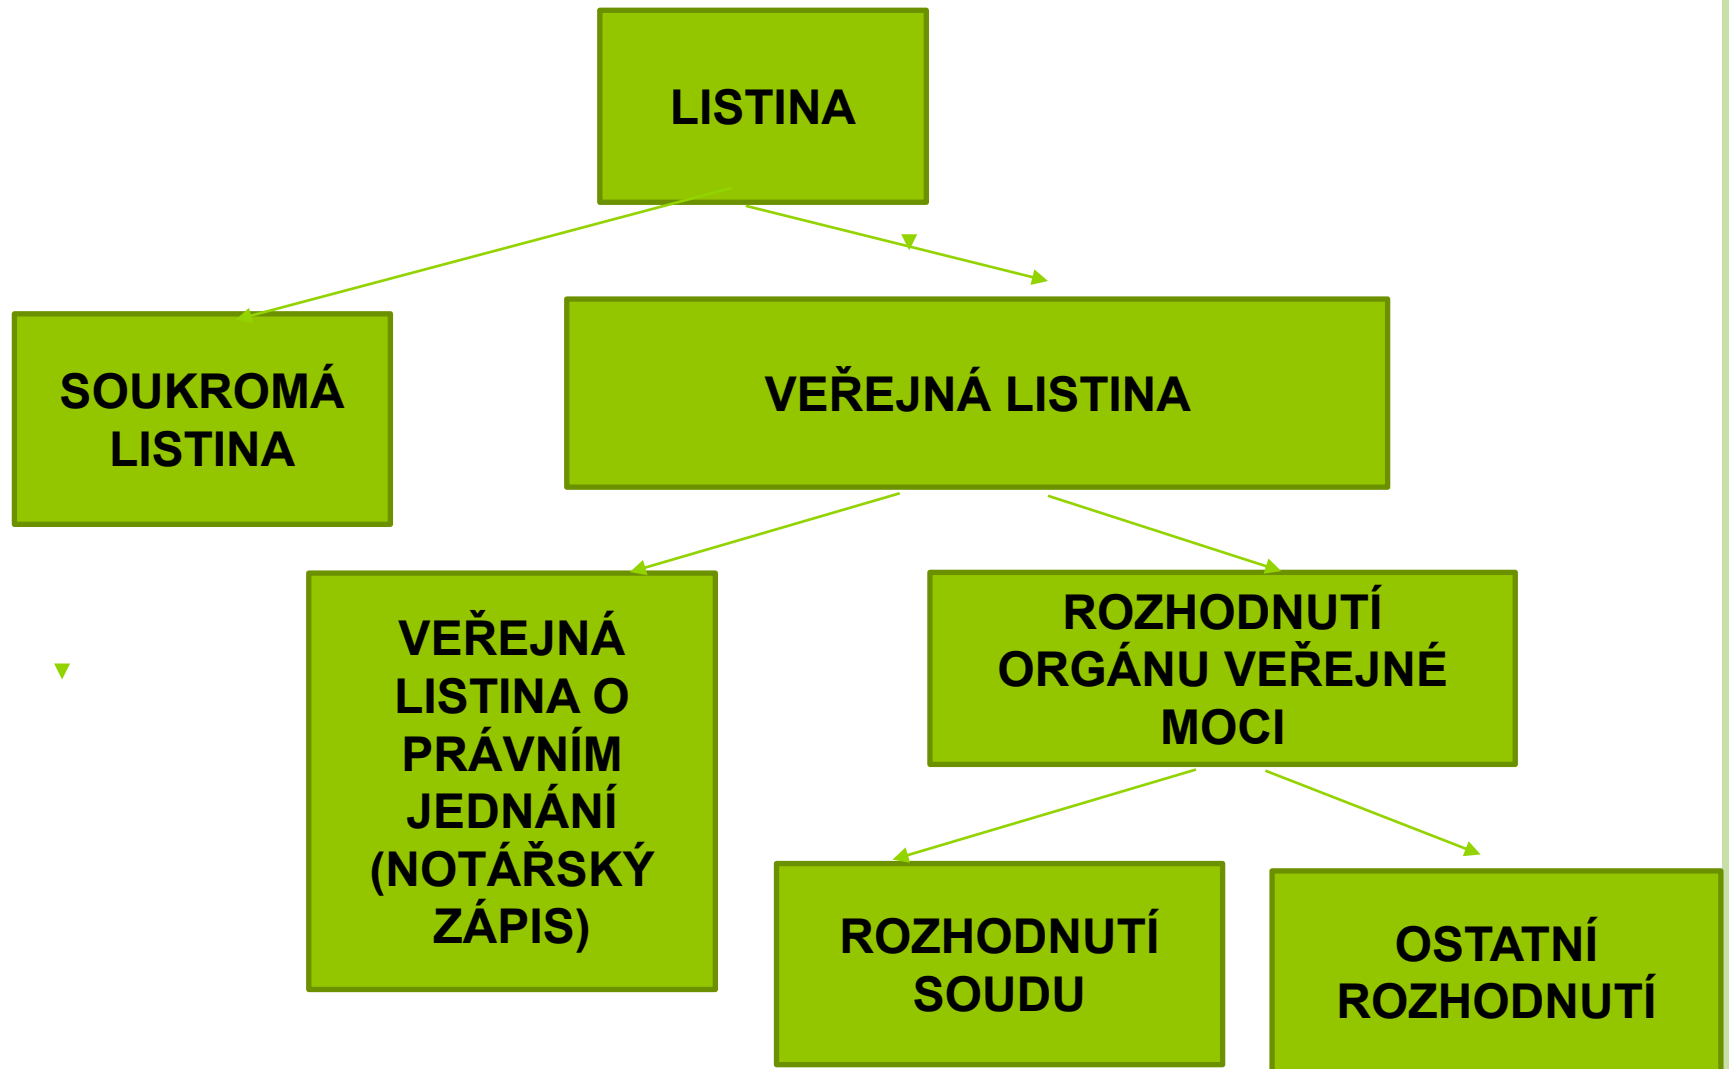 LISTINA
SOUKROMÁ
LISTINA
VEŘEJNÁ LISTINA
VEŘEJNÁ
LISTINA O
PRÁVNÍM
JEDNÁNÍ
(NOTÁŘSKÝ
ZÁPIS)
ROZHODNUTÍ
ORGÁNU VEŘEJNÉ
MOCI
ROZHODNUTÍ
SOUDU
OSTATNÍ
ROZHODNUTÍ